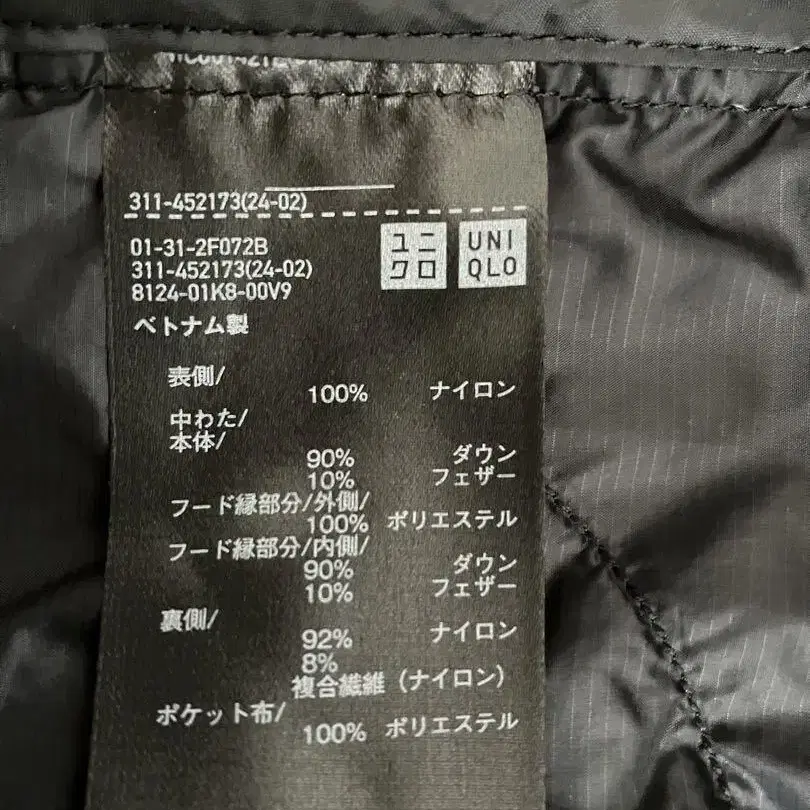 311-452173(24-02)
01-31-2F072B
311-452173(24-02)
8124-01K8-00V9
ユニ
クロ
UNI
QLO
ベトナム製
表側/
100% ナイロン
中わた/
本体/
90% ダウン
10% フェザー
フード縁部分/外側/
100% ポリエステル
フード縁部分/内側/
90% ダウン
10% フェザー
裏側/
92% ナイロン
8%
複合繊維(ナイロン)
ポケット布/
100% ポリエステル